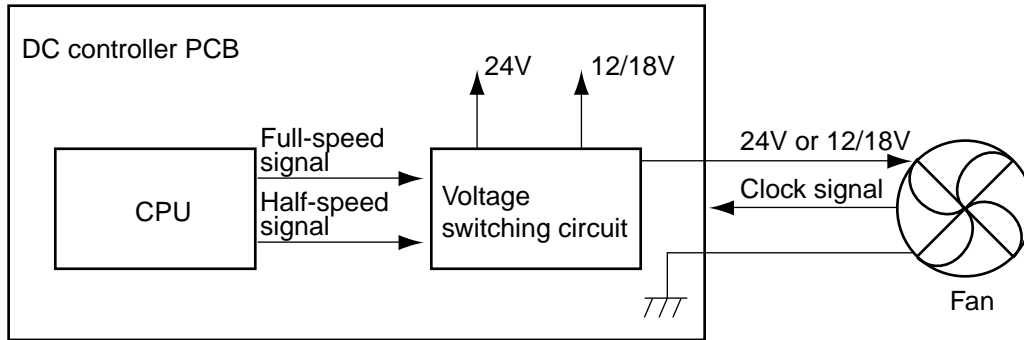 DC controller PCB
24V
12/18V
Full-speed
signal
24V or 12/18V
Clock signal
CPU
Half-speed
signal
Voltage
switching circuit
Fan